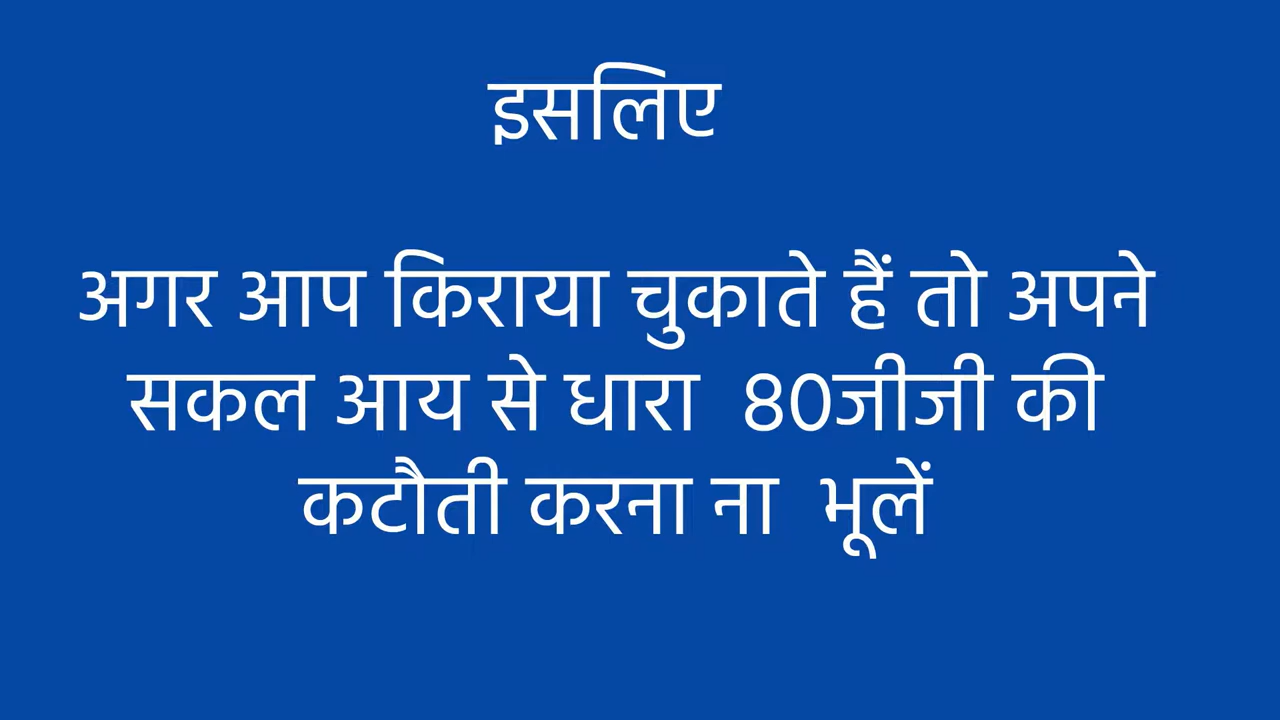 इसलिए
अगर आप किराया चुकाते हैं तो अपने
सकल आय से धारा 80जीजी की
कटौती करना ना भूलें